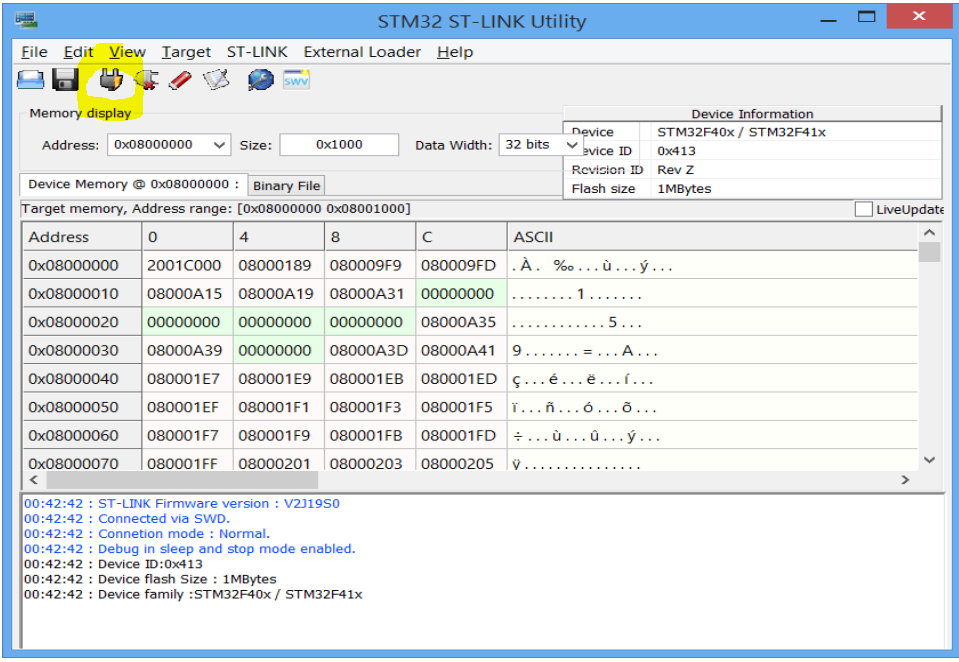 STM32 ST-LINK Utility
File Edit View Target ST-LINK External Loader Help
SWV
Memory display
Device Information
Address: 0x08000000 Size: 0x1000 Data Width: 32 bits
Device STM32F40x / STM32F41x
Device ID 0x413
Revision ID Rev Z
Flash size 1MBytes
Device Memory @ 0x08000000 : Binary File
Target memory, Address range: [0x08000000 0x08001000] LiveUpdate
Address 0 4 8 C ASCII
0x08000000 2001C000 08000189 080009F9 080009FD .À. ‰...ù...ý...
0x08000010 08000A15 08000A19 08000A31 00000000 ........1.......
0x08000020 00000000 00000000 00000000 08000A35 ............5...
0x08000030 08000A39 00000000 08000A3D 08000A41 9.......=...A...
0x08000040 080001E7 080001E9 080001EB 080001ED ç...é...ë...í...
0x08000050 080001EF 080001F1 080001F3 080001F5 ï...ñ...ó...õ...
0x08000060 080001F7 080001F9 080001FB 080001FD ÷...ù...û...ý...
0x08000070 080001FF 08000201 08000203 08000205 ÿ...............
00:42:42 : ST-LINK Firmware version : V2J19S0
00:42:42 : Connected via SWD.
00:42:42 : Connetion mode : Normal.
00:42:42 : Debug in sleep and stop mode enabled.
00:42:42 : Device ID:0x413
00:42:42 : Device flash Size : 1MBytes
00:42:42 : Device family :STM32F40x / STM32F41x